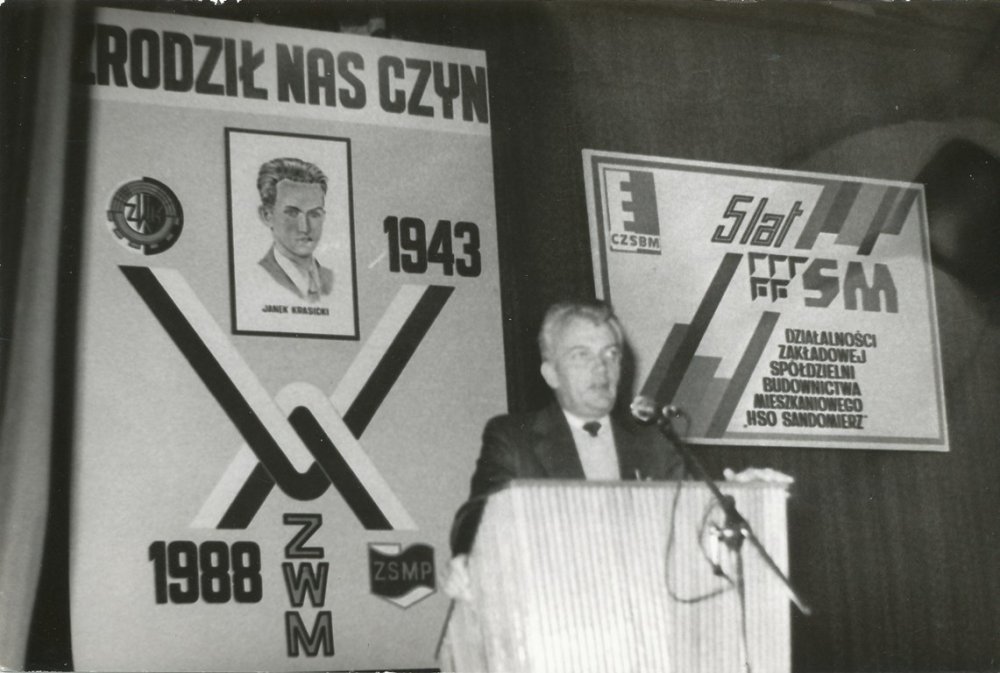 ZRODZIŁ NAS CZYN
JANEK KRASICKI
1943
1988
ZWM
ZSMP
CZSBM
5 lat
SM
DZIAŁALNOŚCI
ZAKŁADOWEJ
SPÓŁDZIELNI
BUDOWNICTWA
MIESZKANIOWEGO
"HSO SANDOMIERZ"